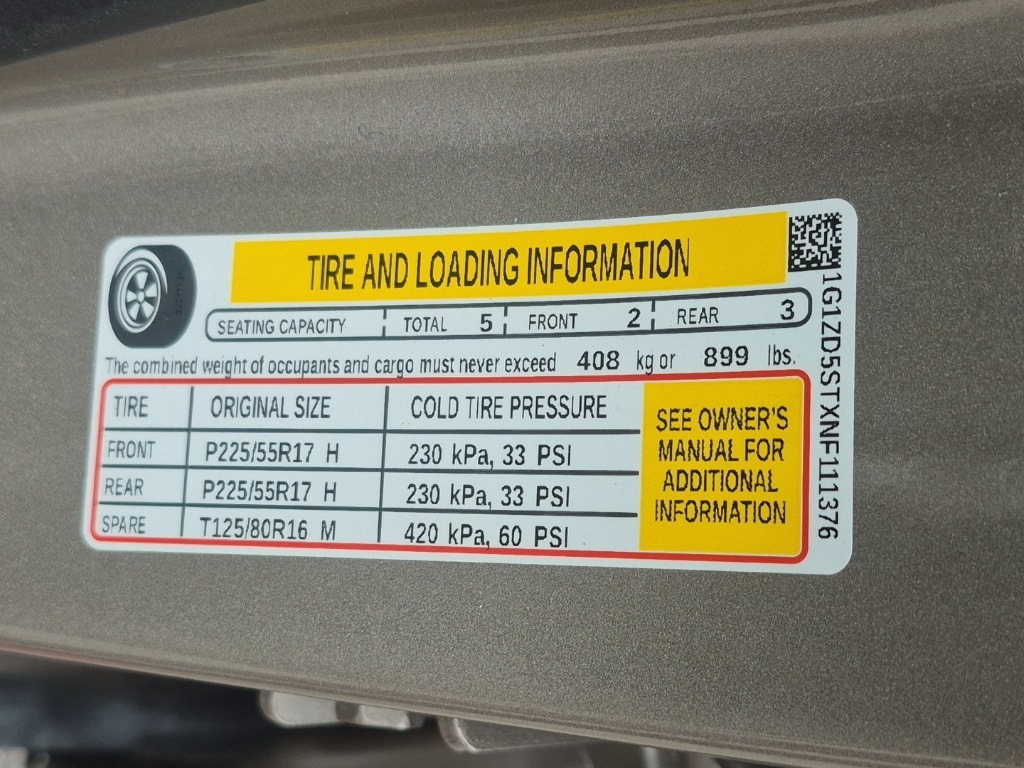 TIRE AND LOADING INFORMATION
SEATING CAPACITY TOTAL 5 FRONT 2 REAR 3
The combined weight of occupants and cargo must never exceed 408 kg or 899 lbs.
TIRE ORIGINAL SIZE COLD TIRE PRESSURE
FRONT P225/55R17 H 230 kPa, 33 PSI
REAR P225/55R17 H 230 kPa, 33 PSI
SPARE T125/80R16 M 420 kPa, 60 PSI
SEE OWNER'S
MANUAL FOR
ADDITIONAL
INFORMATION
1G1ZD5STXNF111376